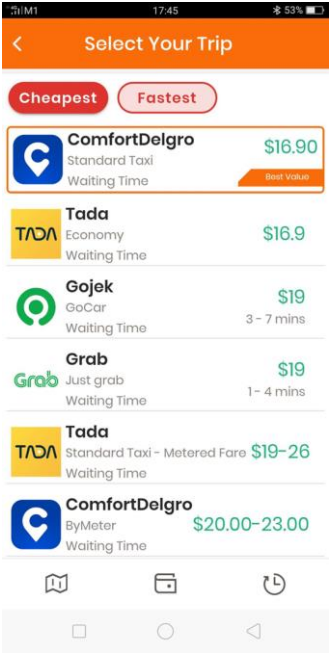 M1 17:45 53%
Select Your Trip
Cheapest Fastest
ComfortDelgro $16.90
Standard Taxi
Waiting Time Best Value
Tada
TADA Economy $16.9
Waiting Time
Gojek $19
GoCar
Waiting Time 3 - 7 mins
Grab $19
Grab Just grab
Waiting Time 1 - 4 mins
Tada
TADA Standard Taxi - Metered Fare $19-26
Waiting Time
ComfortDelgro
ByMeter $20.00-23.00
Waiting Time